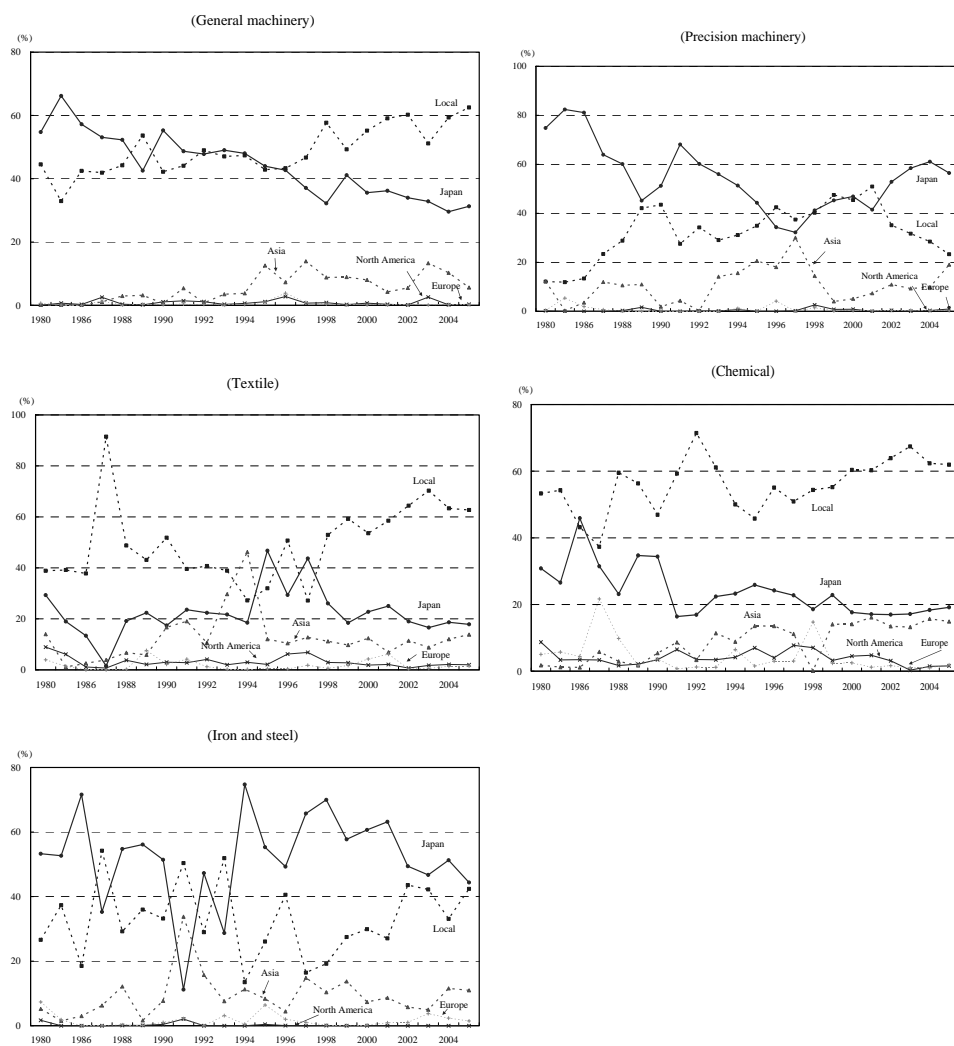 (General machinery)
(%)
80
60
40
20
0
Local
Japan
Asia
North America
Europe
1980 1986 1988 1990 1992 1994 1996 1998 2000 2002 2004
(Precision machinery)
(%)
100
80
60
40
20
0
Japan
Local
Asia
North America
Europe
1980 1986 1988 1990 1992 1994 1996 1998 2000 2002 2004
(Textile)
(%)
100
80
60
40
20
0
Local
Japan
Asia
North America
Europe
1980 1986 1988 1990 1992 1994 1996 1998 2000 2002 2004
(Chemical)
(%)
80
60
40
20
0
Local
Japan
Asia
North America
Europe
1980 1986 1988 1990 1992 1994 1996 1998 2000 2002 2004
(Iron and steel)
(%)
80
60
40
20
0
Japan
Local
Asia
North America
Europe
1980 1986 1988 1990 1992 1994 1996 1998 2000 2002 2004